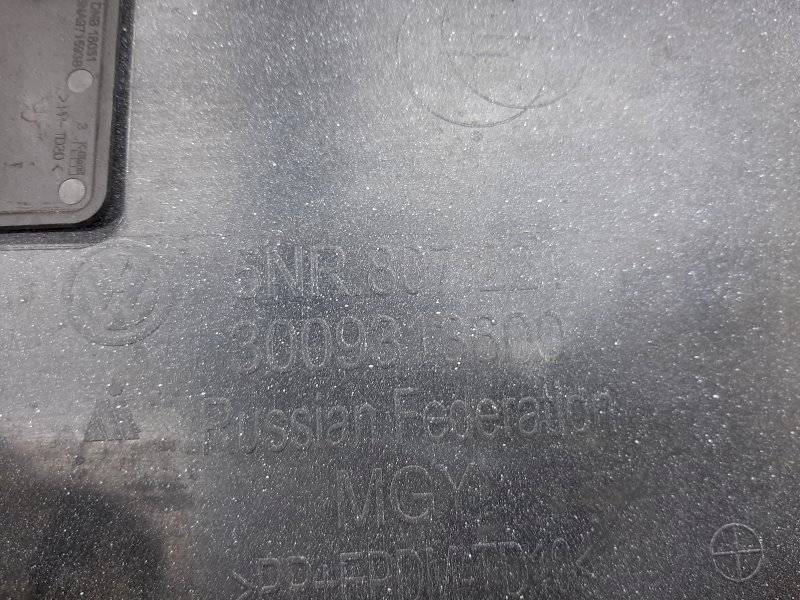 5NR.807.221
3009313600
Russian Federation
MGY
>PP+EPDM-TD10<